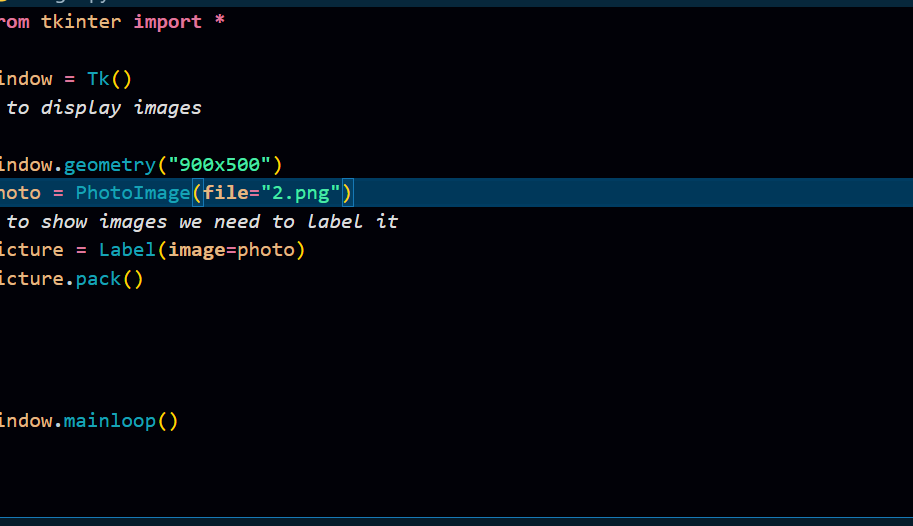 rom tkinter import *
indow = Tk()
to display images
indow.geometry("900x500")
hoto = PhotoImage(file="2.png")
to show images we need to label it
icture = Label(image=photo)
icture.pack()
indow.mainloop()